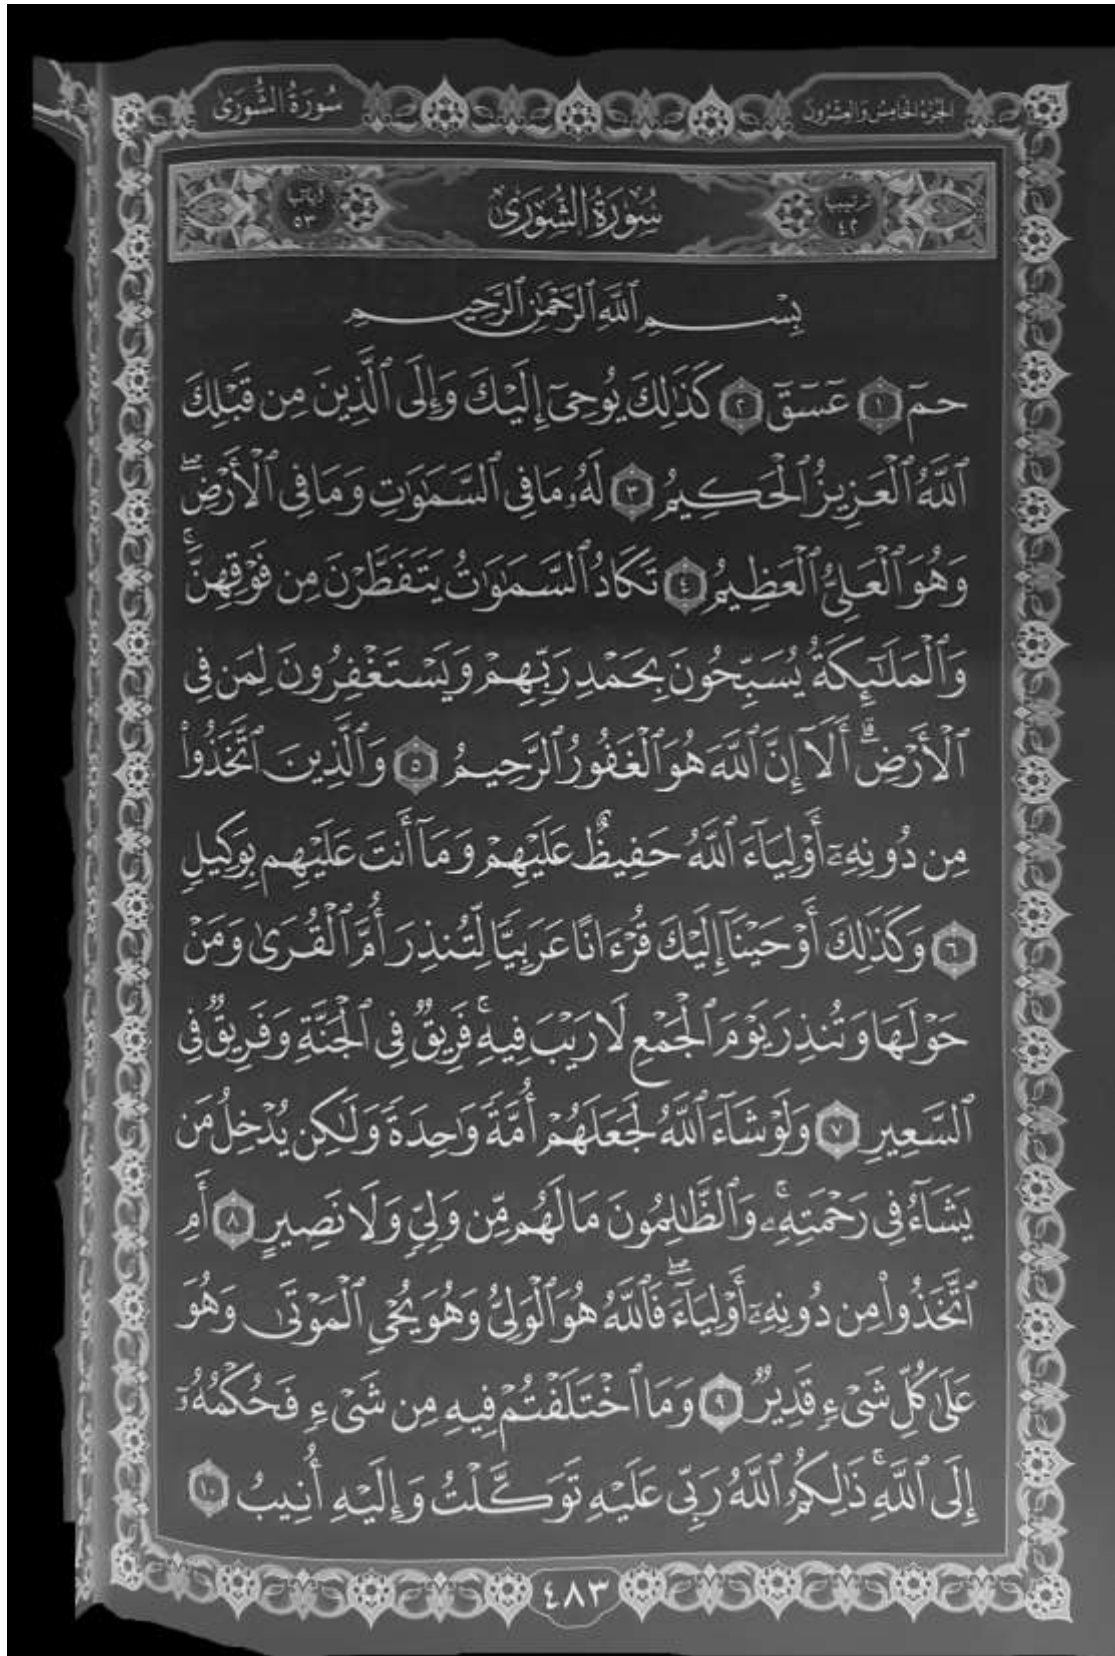 الجزء الخامس والعشرون
سُورَةُ الشُّورَىٰ
ترتيبها ٤٢
سُورَةُ الشُّورَىٰ
آياتها ٥٣
بِسْمِ ٱللَّهِ ٱلرَّحْمَٰنِ ٱلرَّحِيمِ
حمٓ ١ عٓسٓقٓ ٢ كَذَٰلِكَ يُوحِىٓ إِلَيْكَ وَإِلَى ٱلَّذِينَ مِن قَبْلِكَ
ٱللَّهُ ٱلْعَزِيزُ ٱلْحَكِيمُ ٣ لَهُۥ مَا فِى ٱلسَّمَٰوَٰتِ وَمَا فِى ٱلْأَرْضِۖ
وَهُوَ ٱلْعَلِىُّ ٱلْعَظِيمُ ٤ تَكَادُ ٱلسَّمَٰوَٰتُ يَتَفَطَّرْنَ مِن فَوْقِهِنَّۚ
وَٱلْمَلَٰٓئِكَةُ يُسَبِّحُونَ بِحَمْدِ رَبِّهِمْ وَيَسْتَغْفِرُونَ لِمَن فِى
ٱلْأَرْضِۗ أَلَآ إِنَّ ٱللَّهَ هُوَ ٱلْغَفُورُ ٱلرَّحِيمُ ٥ وَٱلَّذِينَ ٱتَّخَذُوا۟
مِن دُونِهِۦٓ أَوْلِيَآءَ ٱللَّهُ حَفِيظٌ عَلَيْهِمْ وَمَآ أَنتَ عَلَيْهِم بِوَكِيلٍ
٦ وَكَذَٰلِكَ أَوْحَيْنَآ إِلَيْكَ قُرْءَانًا عَرَبِيًّا لِّتُنذِرَ أُمَّ ٱلْقُرَىٰ وَمَنْ
حَوْلَهَا وَتُنذِرَ يَوْمَ ٱلْجَمْعِ لَا رَيْبَ فِيهِۚ فَرِيقٌ فِى ٱلْجَنَّةِ وَفَرِيقٌ فِى
ٱلسَّعِيرِ ٧ وَلَوْ شَآءَ ٱللَّهُ لَجَعَلَهُمْ أُمَّةً وَٰحِدَةً وَلَٰكِن يُدْخِلُ مَن
يَشَآءُ فِى رَحْمَتِهِۦۚ وَٱلظَّٰلِمُونَ مَا لَهُم مِّن وَلِىٍّ وَلَا نَصِيرٍ ٨ أَمِ
ٱتَّخَذُوا۟ مِن دُونِهِۦٓ أَوْلِيَآءَۖ فَٱللَّهُ هُوَ ٱلْوَلِىُّ وَهُوَ يُحْىِ ٱلْمَوْتَىٰ وَهُوَ
عَلَىٰ كُلِّ شَىْءٍ قَدِيرٌ ٩ وَمَا ٱخْتَلَفْتُمْ فِيهِ مِن شَىْءٍ فَحُكْمُهُۥٓ
إِلَى ٱللَّهِۚ ذَٰلِكُمُ ٱللَّهُ رَبِّى عَلَيْهِ تَوَكَّلْتُ وَإِلَيْهِ أُنِيبُ ١٠
٤٨٣